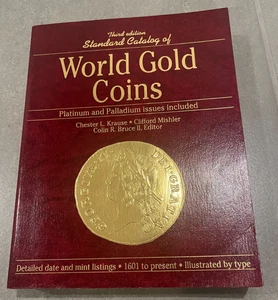 Third edition
Standard Catalog of
World Gold
Coins
Platinum and Palladium issues included
Chester L. Krause • Clifford Mishler
Colin R. Bruce II, Editor
Detailed date and mint listings • 1601 to present • Illustrated by type